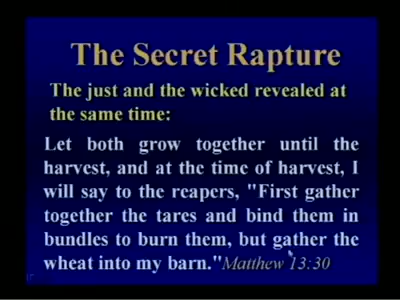 The Secret Rapture
The just and the wicked revealed at
the same time:
Let both grow together until the
harvest, and at the time of harvest, I
will say to the reapers, "First gather
together the tares and bind them in
bundles to burn them, but gather the
wheat into my barn."Matthew 13:30